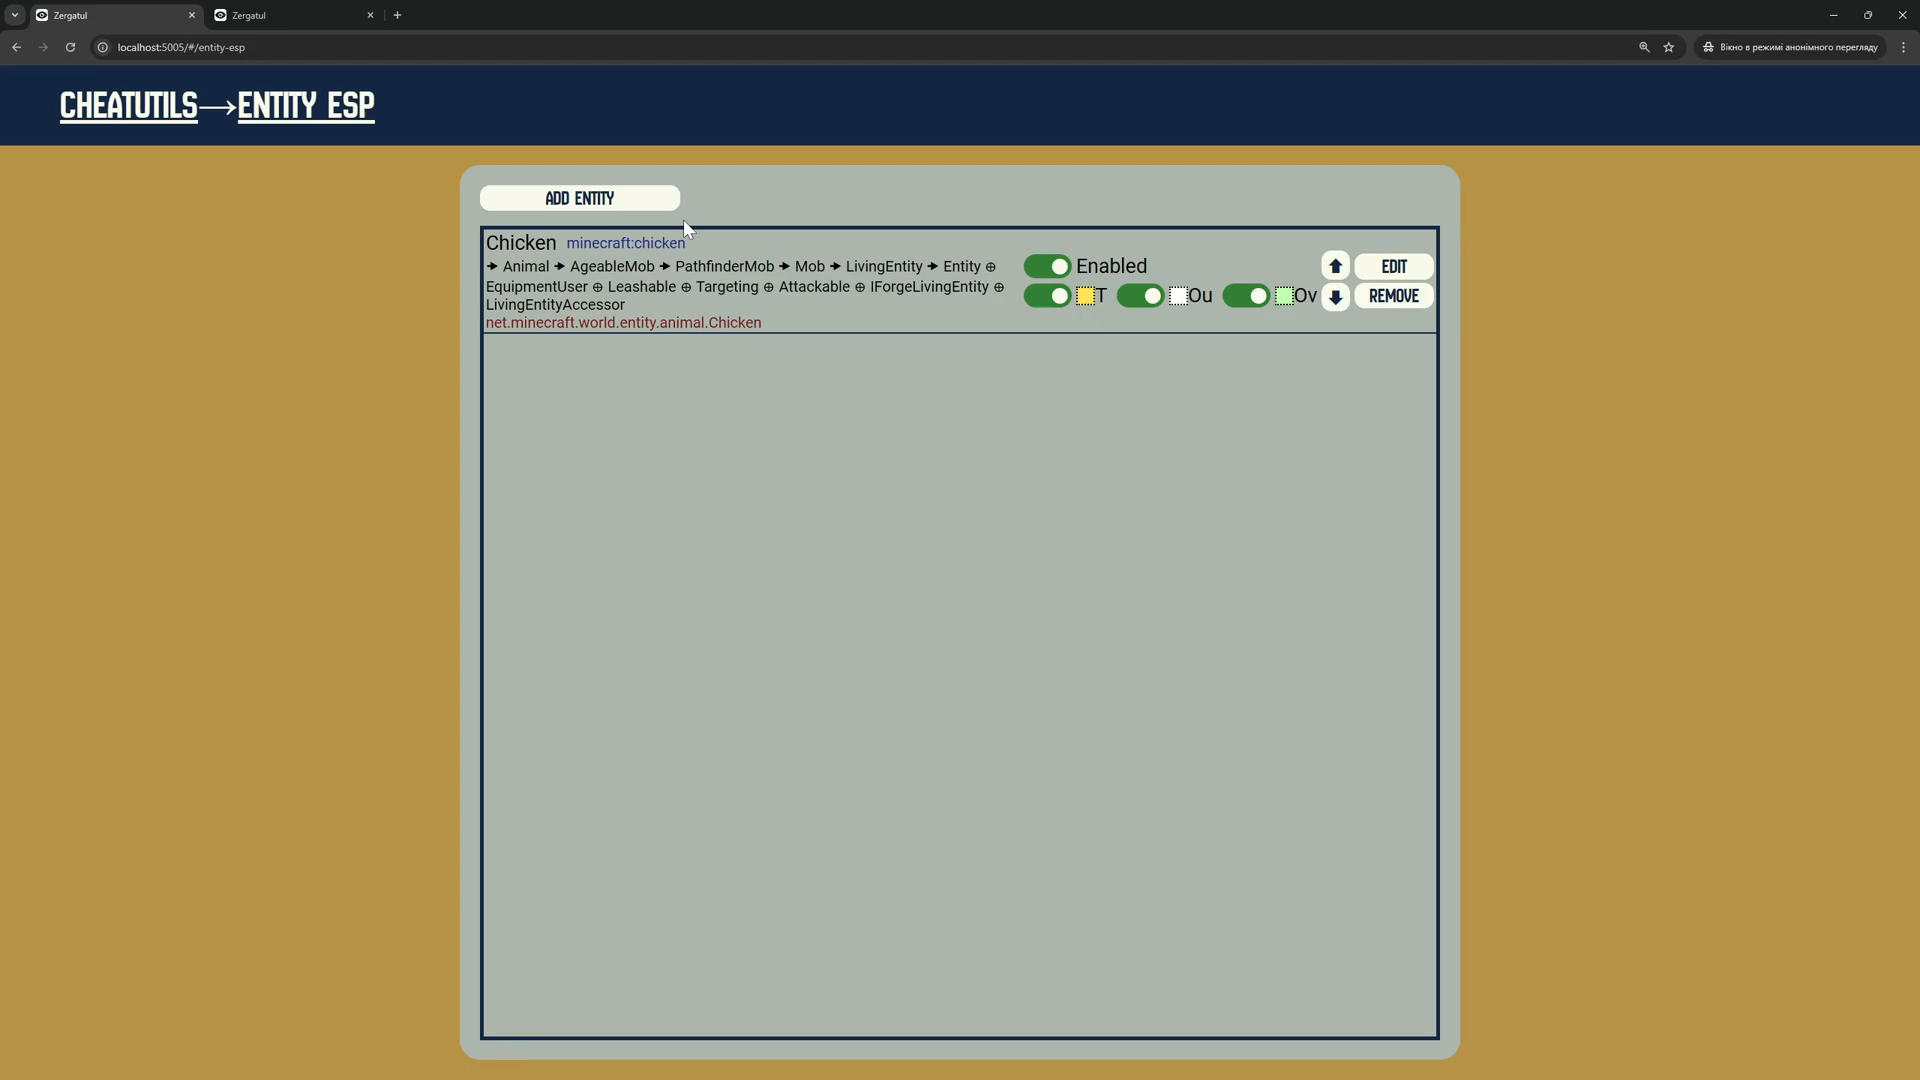 Zergatul
Zergatul
localhost:5005/#/entity-esp
Вікно в режимі анонімного перегляду
CHEATUTILS→ENTITY ESP
ADD ENTITY
Chicken minecraft:chicken
→ Animal → AgeableMob → PathfinderMob → Mob → LivingEntity → Entity ⊕
EquipmentUser ⊕ Leashable ⊕ Targeting ⊕ Attackable ⊕ IForgeLivingEntity ⊕
LivingEntityAccessor
net.minecraft.world.entity.animal.Chicken
Enabled
T Ou Ov
EDIT
REMOVE